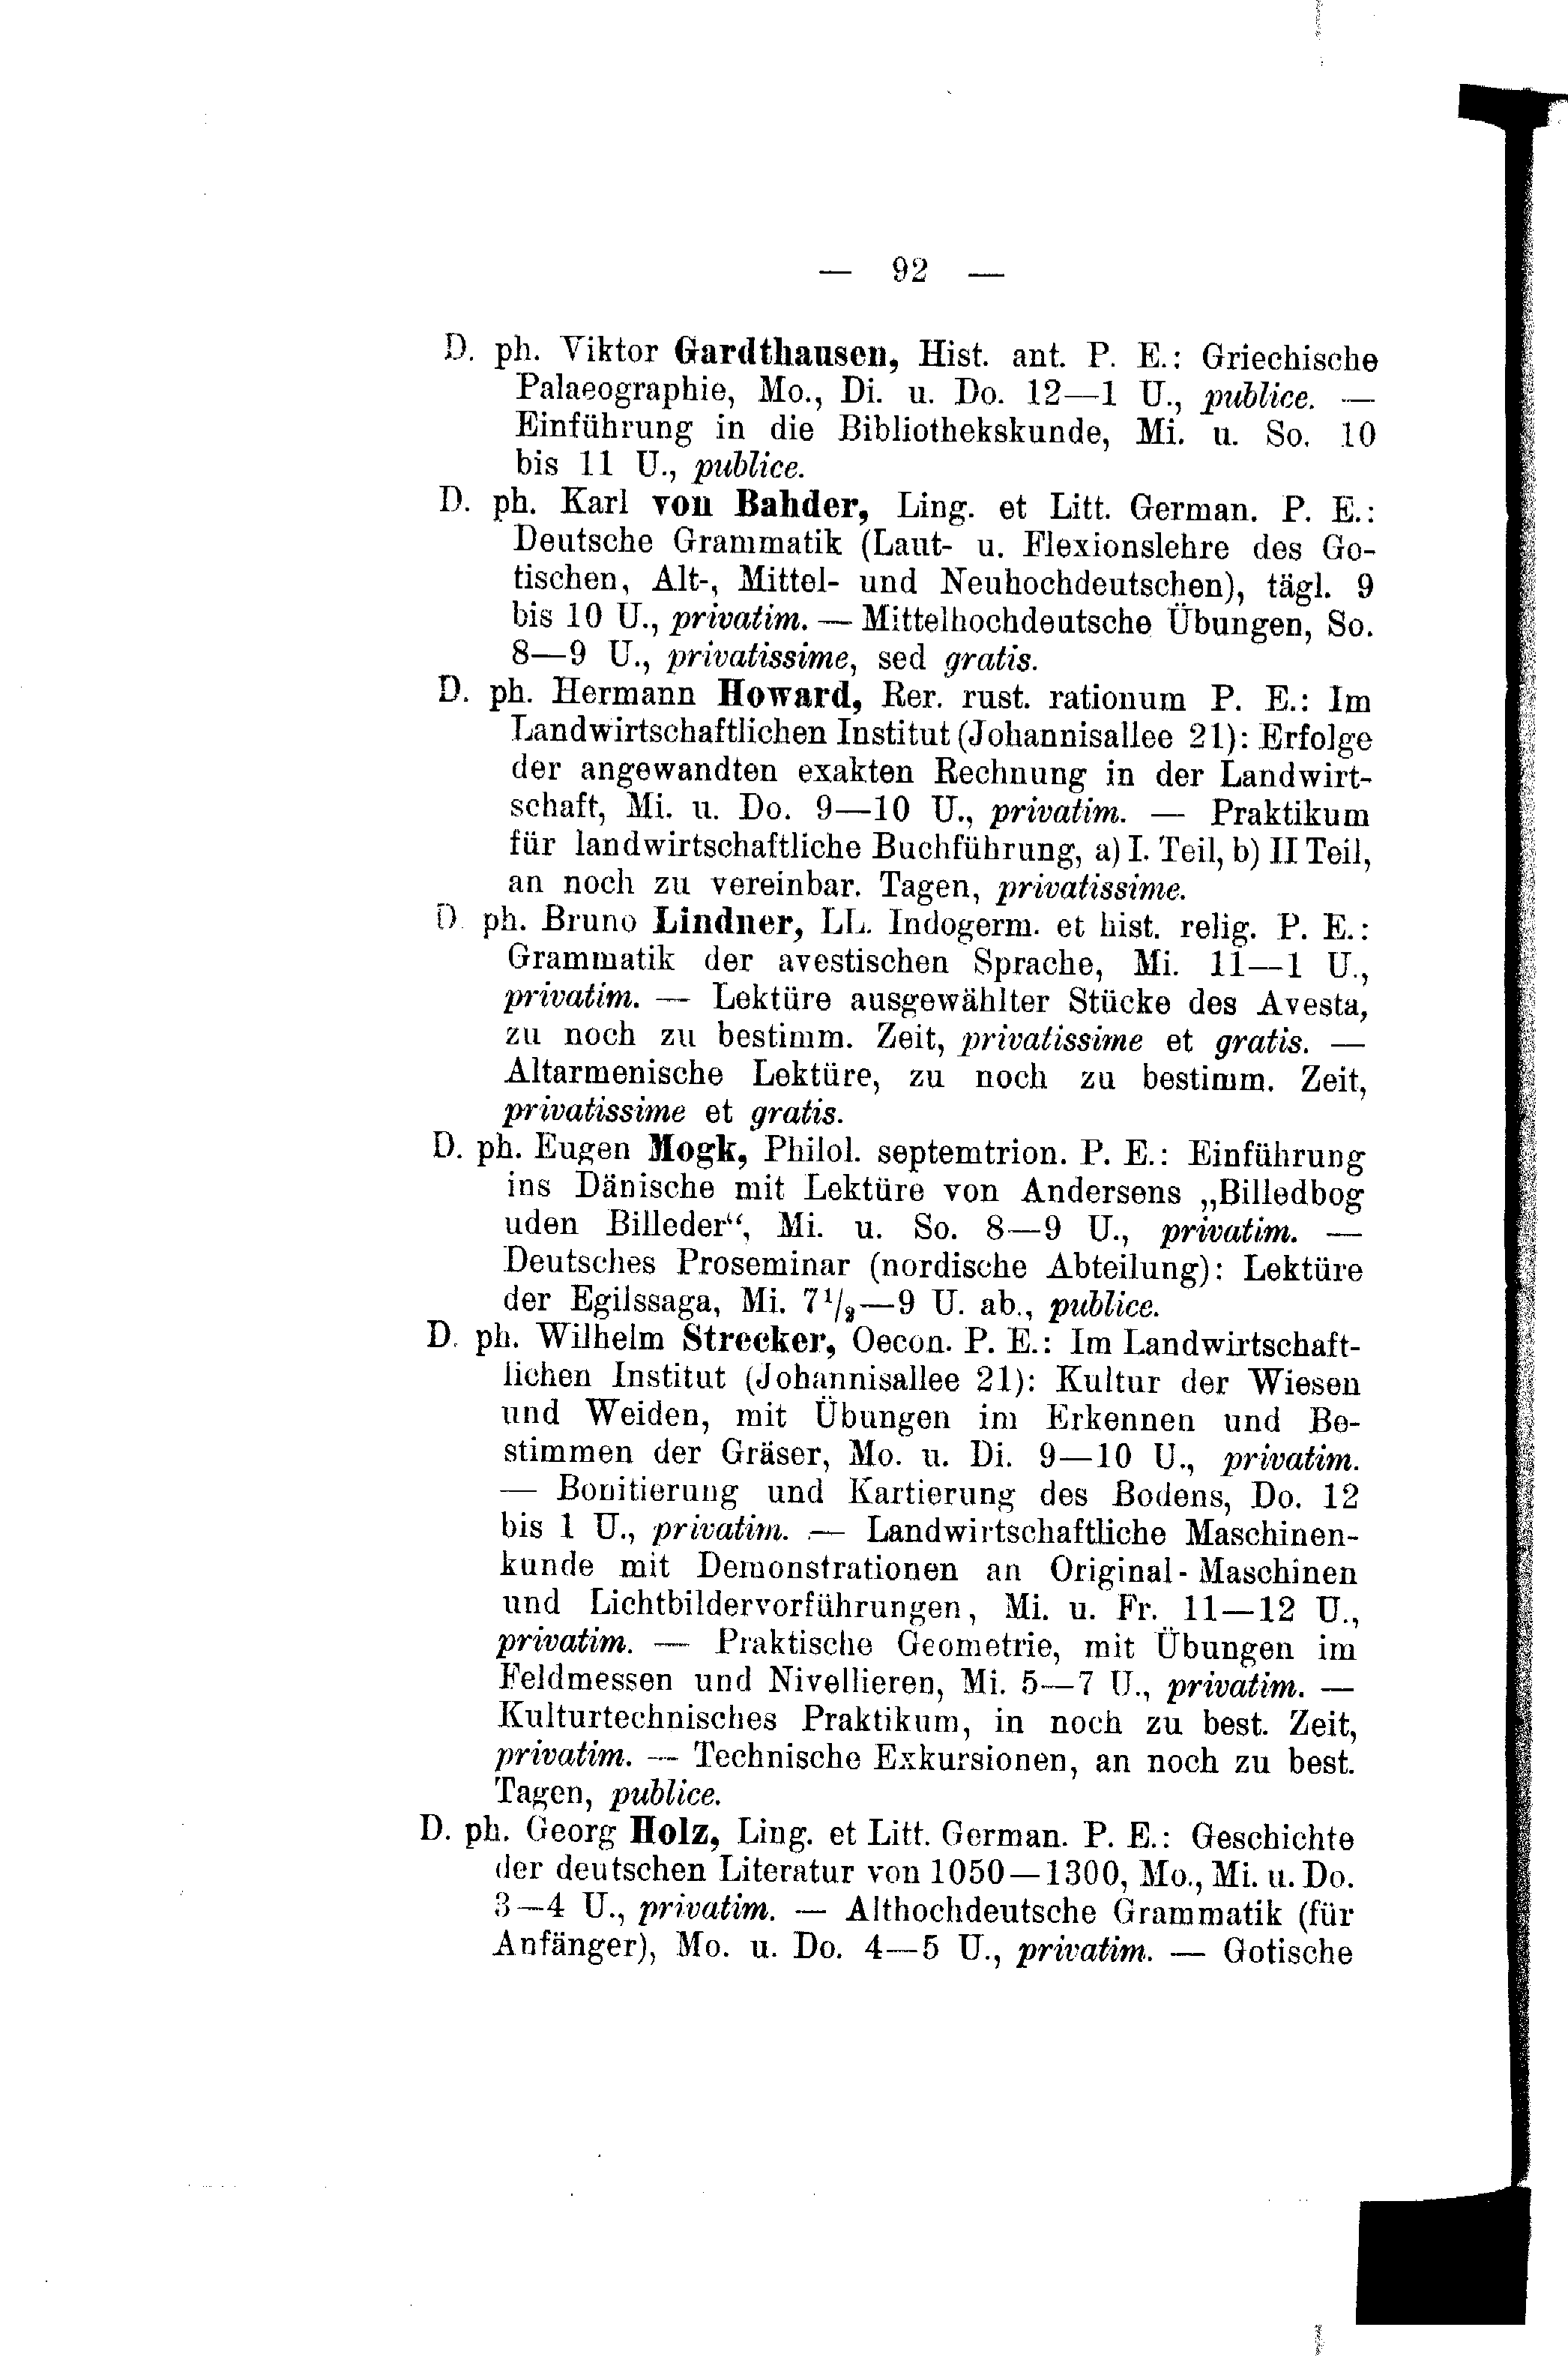 — 92 —
D. ph. Viktor Gardthausen, Hist. ant. P. E.: Griechische
Palaeographie, Mo., Di. u. Do. 12—1 U., publice. —
Einführung in die Bibliothekskunde, Mi. u. So. 10
bis 11 U., publice.
D. ph. Karl von Bahder, Ling. et Litt. German. P. E.:
Deutsche Grammatik (Laut- u. Flexionslehre des Go-
tischen, Alt-, Mittel- und Neuhochdeutschen), tägl. 9
bis 10 U., privatim. — Mittelhochdeutsche Übungen, So.
8—9 U., privatissime, sed gratis.
D. ph. Hermann Howard, Rer. rust. rationum P. E.: Im
Landwirtschaftlichen Institut (Johannisallee 21): Erfolge
der angewandten exakten Rechnung in der Landwirt-
schaft, Mi. u. Do. 9—10 U., privatim. — Praktikum
für landwirtschaftliche Buchführung, a) I. Teil, b) II Teil,
an noch zu vereinbar. Tagen, privatissime.
D. ph. Bruno Lindner, LL. Indogerm. et hist. relig. P. E.:
Grammatik der avestischen Sprache, Mi. 11—1 U.,
privatim. — Lektüre ausgewählter Stücke des Avesta,
zu noch zu bestimm. Zeit, privatissime et gratis. —
Altarmenische Lektüre, zu noch zu bestimm. Zeit,
privatissime et gratis.
D. ph. Eugen Mogk, Philol. septemtrion. P. E.: Einführung
ins Dänische mit Lektüre von Andersens „Billedbog
uden Billeder“, Mi. u. So. 8—9 U., privatim. —
Deutsches Proseminar (nordische Abteilung): Lektüre
der Egilssaga, Mi. 7½—9 U. ab., publice.
D. ph. Wilhelm Strecker, Oecon. P. E.: Im Landwirtschaft-
lichen Institut (Johannisallee 21): Kultur der Wiesen
und Weiden, mit Übungen im Erkennen und Be-
stimmen der Gräser, Mo. u. Di. 9—10 U., privatim.
— Bonitierung und Kartierung des Bodens, Do. 12
bis 1 U., privatim. — Landwirtschaftliche Maschinen-
kunde mit Demonstrationen an Original-Maschinen
und Lichtbildervorführungen, Mi. u. Fr. 11—12 U.,
privatim. — Praktische Geometrie, mit Übungen im
Feldmessen und Nivellieren, Mi. 5—7 U., privatim. —
Kulturtechnisches Praktikum, in noch zu best. Zeit,
privatim. — Technische Exkursionen, an noch zu best.
Tagen, publice.
D. ph. Georg Holz, Ling. et Litt. German. P. E.: Geschichte
der deutschen Literatur von 1050—1300, Mo., Mi. u. Do.
3—4 U., privatim. — Althochdeutsche Grammatik (für
Anfänger), Mo. u. Do. 4—5 U., privatim. — Gotische